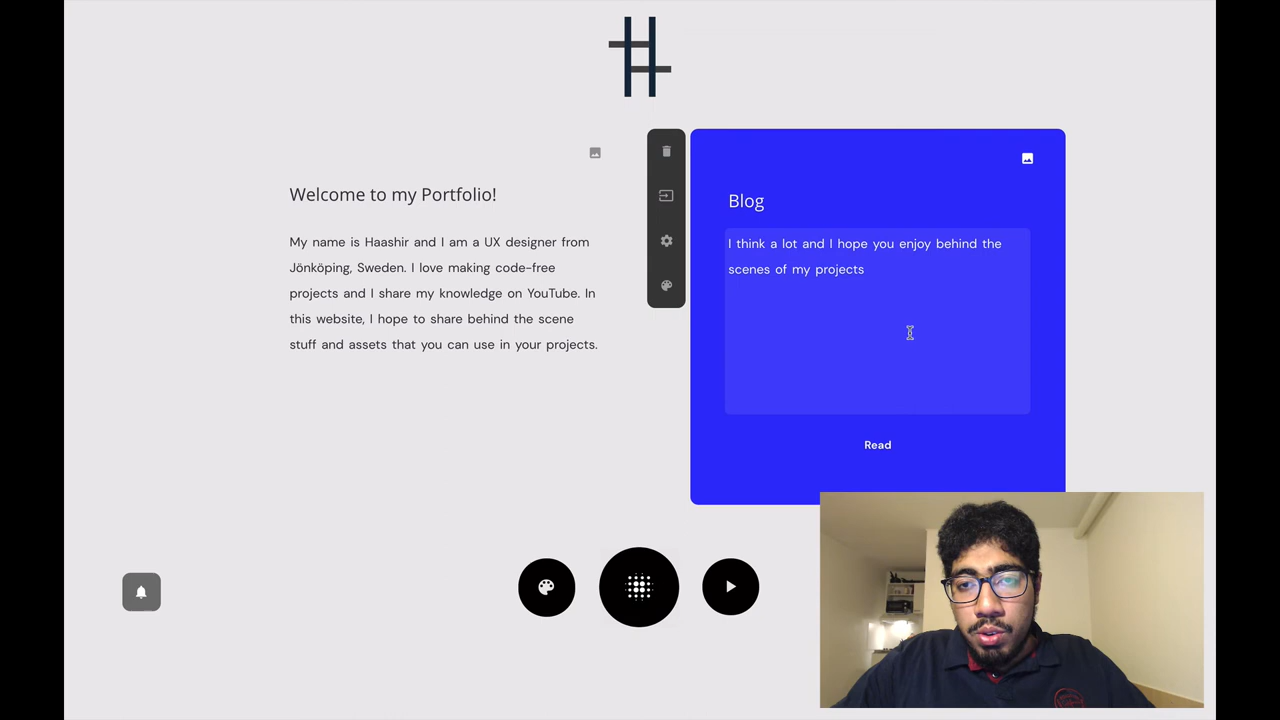 Welcome to my Portfolio!
My name is Haashir and I am a UX designer from
Jönköping, Sweden. I love making code-free
projects and I share my knowledge on YouTube. In
this website, I hope to share behind the scene
stuff and assets that you can use in your projects.
Blog
I think a lot and I hope you enjoy behind the
scenes of my projects
Read